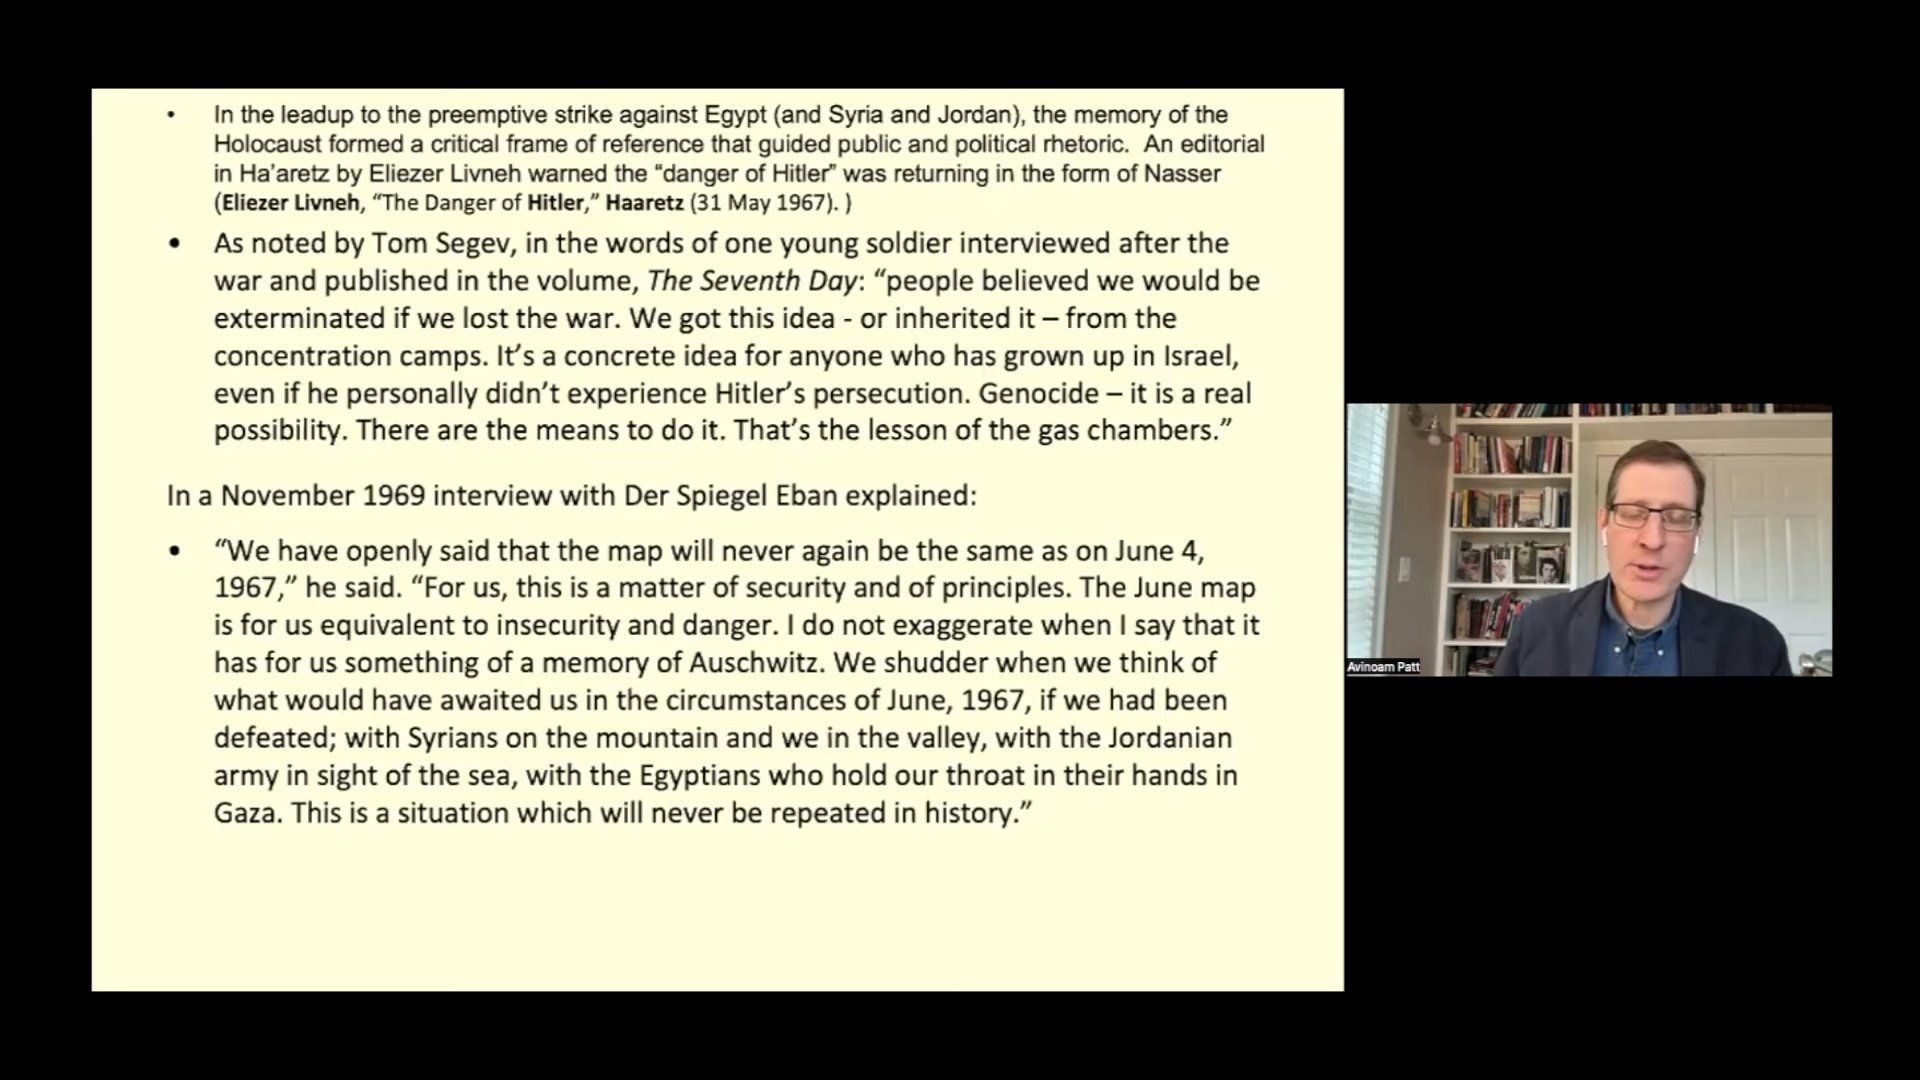 • In the leadup to the preemptive strike against Egypt (and Syria and Jordan), the memory of the
Holocaust formed a critical frame of reference that guided public and political rhetoric.  An editorial
in Ha’aretz by Eliezer Livneh warned the “danger of Hitler” was returning in the form of Nasser
(Eliezer Livneh, “The Danger of Hitler,” Haaretz (31 May 1967). )
• As noted by Tom Segev, in the words of one young soldier interviewed after the
war and published in the volume, The Seventh Day: “people believed we would be
exterminated if we lost the war. We got this idea - or inherited it – from the
concentration camps. It’s a concrete idea for anyone who has grown up in Israel,
even if he personally didn’t experience Hitler’s persecution. Genocide – it is a real
possibility. There are the means to do it. That’s the lesson of the gas chambers.”
In a November 1969 interview with Der Spiegel Eban explained:
• “We have openly said that the map will never again be the same as on June 4,
1967,” he said. “For us, this is a matter of security and of principles. The June map
is for us equivalent to insecurity and danger. I do not exaggerate when I say that it
has for us something of a memory of Auschwitz. We shudder when we think of
what would have awaited us in the circumstances of June, 1967, if we had been
defeated; with Syrians on the mountain and we in the valley, with the Jordanian
army in sight of the sea, with the Egyptians who hold our throat in their hands in
Gaza. This is a situation which will never be repeated in history.”
Avinoam Patt